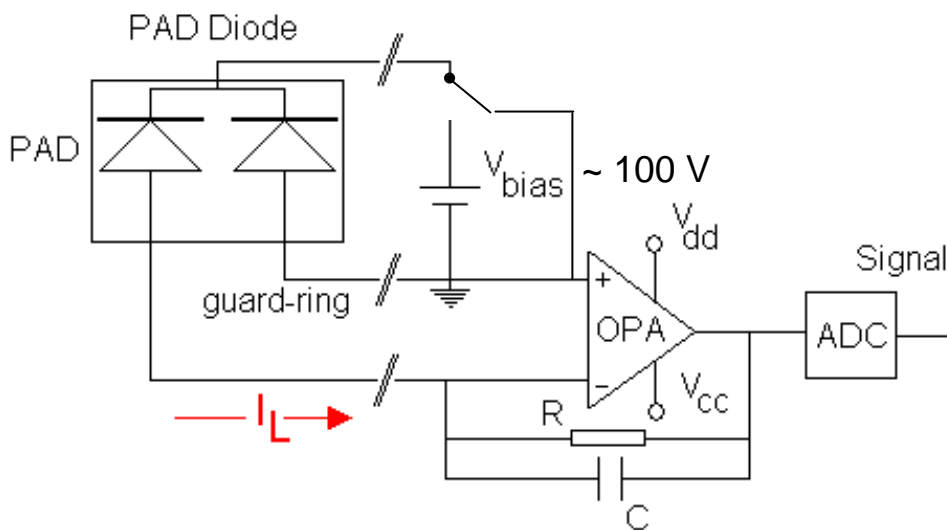 PAD Diode
PAD
V bias
~ 100 V
V dd
Signal
guard-ring
+
OPA
ADC
−
V cc
I L
R
C